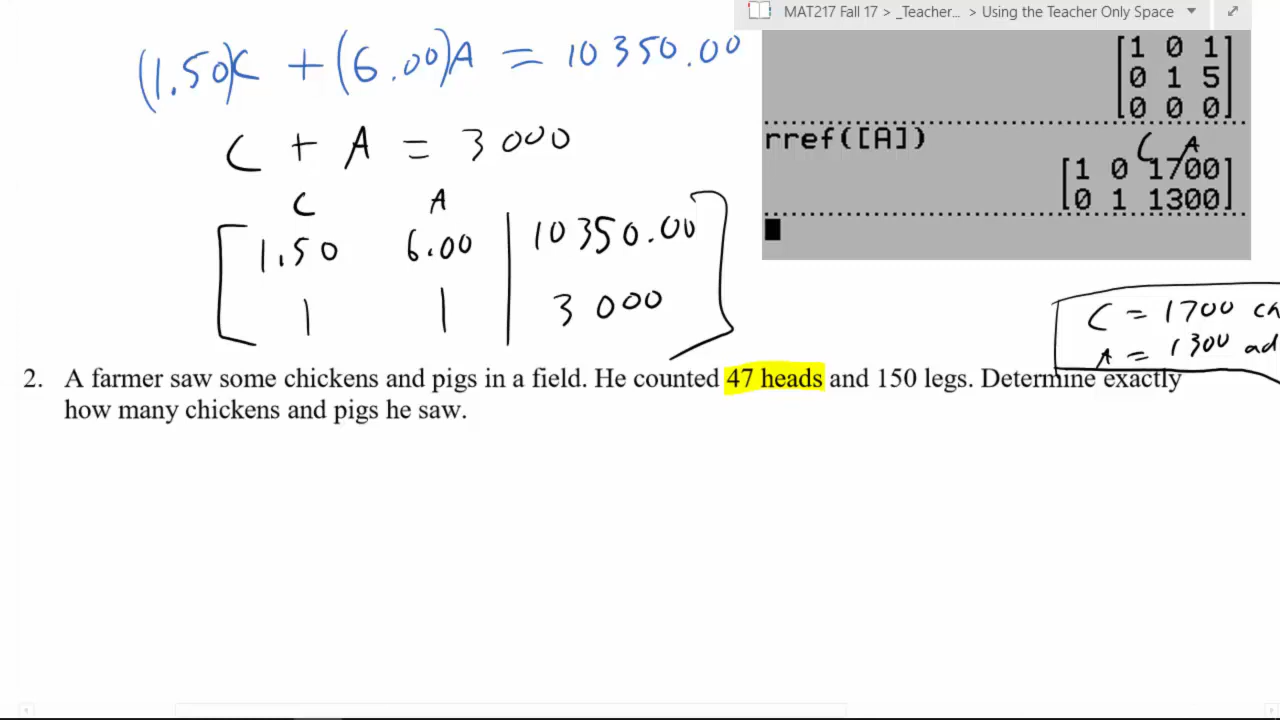 MAT217 Fall 17 > _Teacher... > Using the Teacher Only Space
(1.50)C + (6.00)A = 10350.00
C + A = 3000
C A
1.50 6.00 10350.00
1 1 3000
[1 0 1]
[0 1 5]
[0 0 0]
rref([A])
C A
[1 0 1700]
[0 1 1300]
C = 1700 ch
A = 1300 ad
2. A farmer saw some chickens and pigs in a field. He counted 47 heads and 150 legs. Determine exactly
how many chickens and pigs he saw.